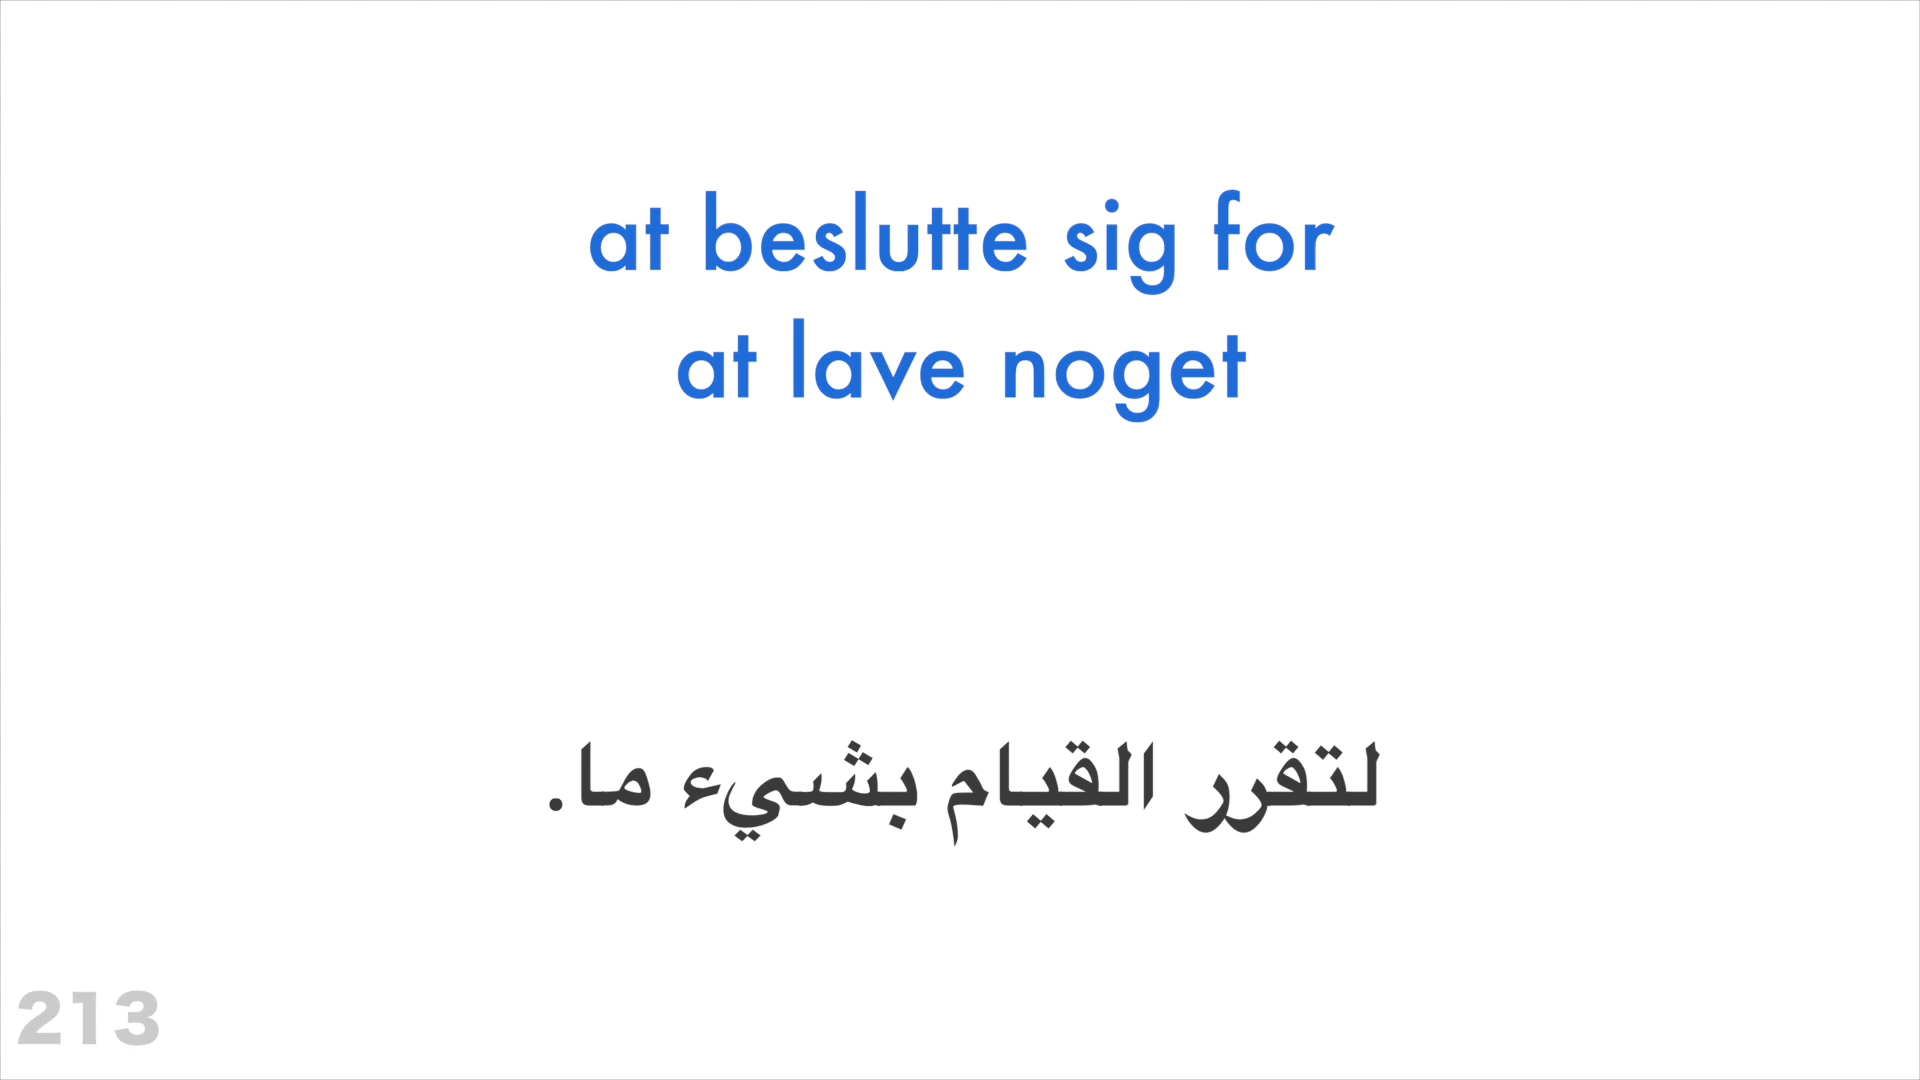 at beslutte sig for
at lave noget
لتقرر القيام بشيء ما.
213